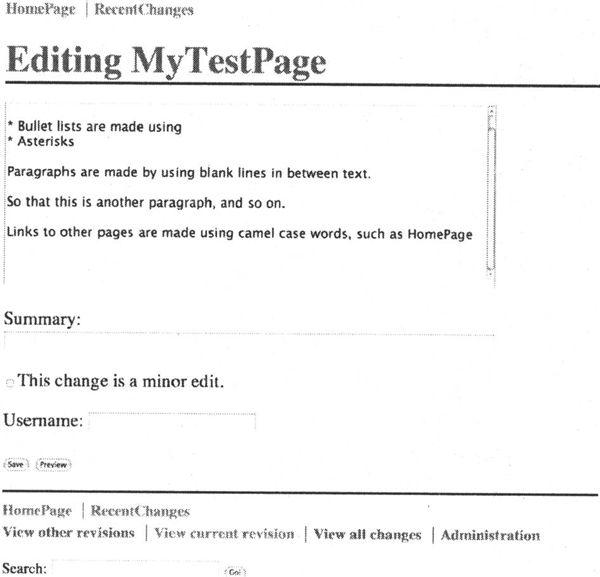 HomePage | RecentChanges
Editing MyTestPage
* Bullet lists are made using
* Asterisks
Paragraphs are made by using blank lines in between text.
So that this is another paragraph, and so on.
Links to other pages are made using camel case words, such as HomePage
Summary:
This change is a minor edit.
Username:
Save Preview
HomePage | RecentChanges
View other revisions | View current revision | View all changes | Administration
Search: Go!